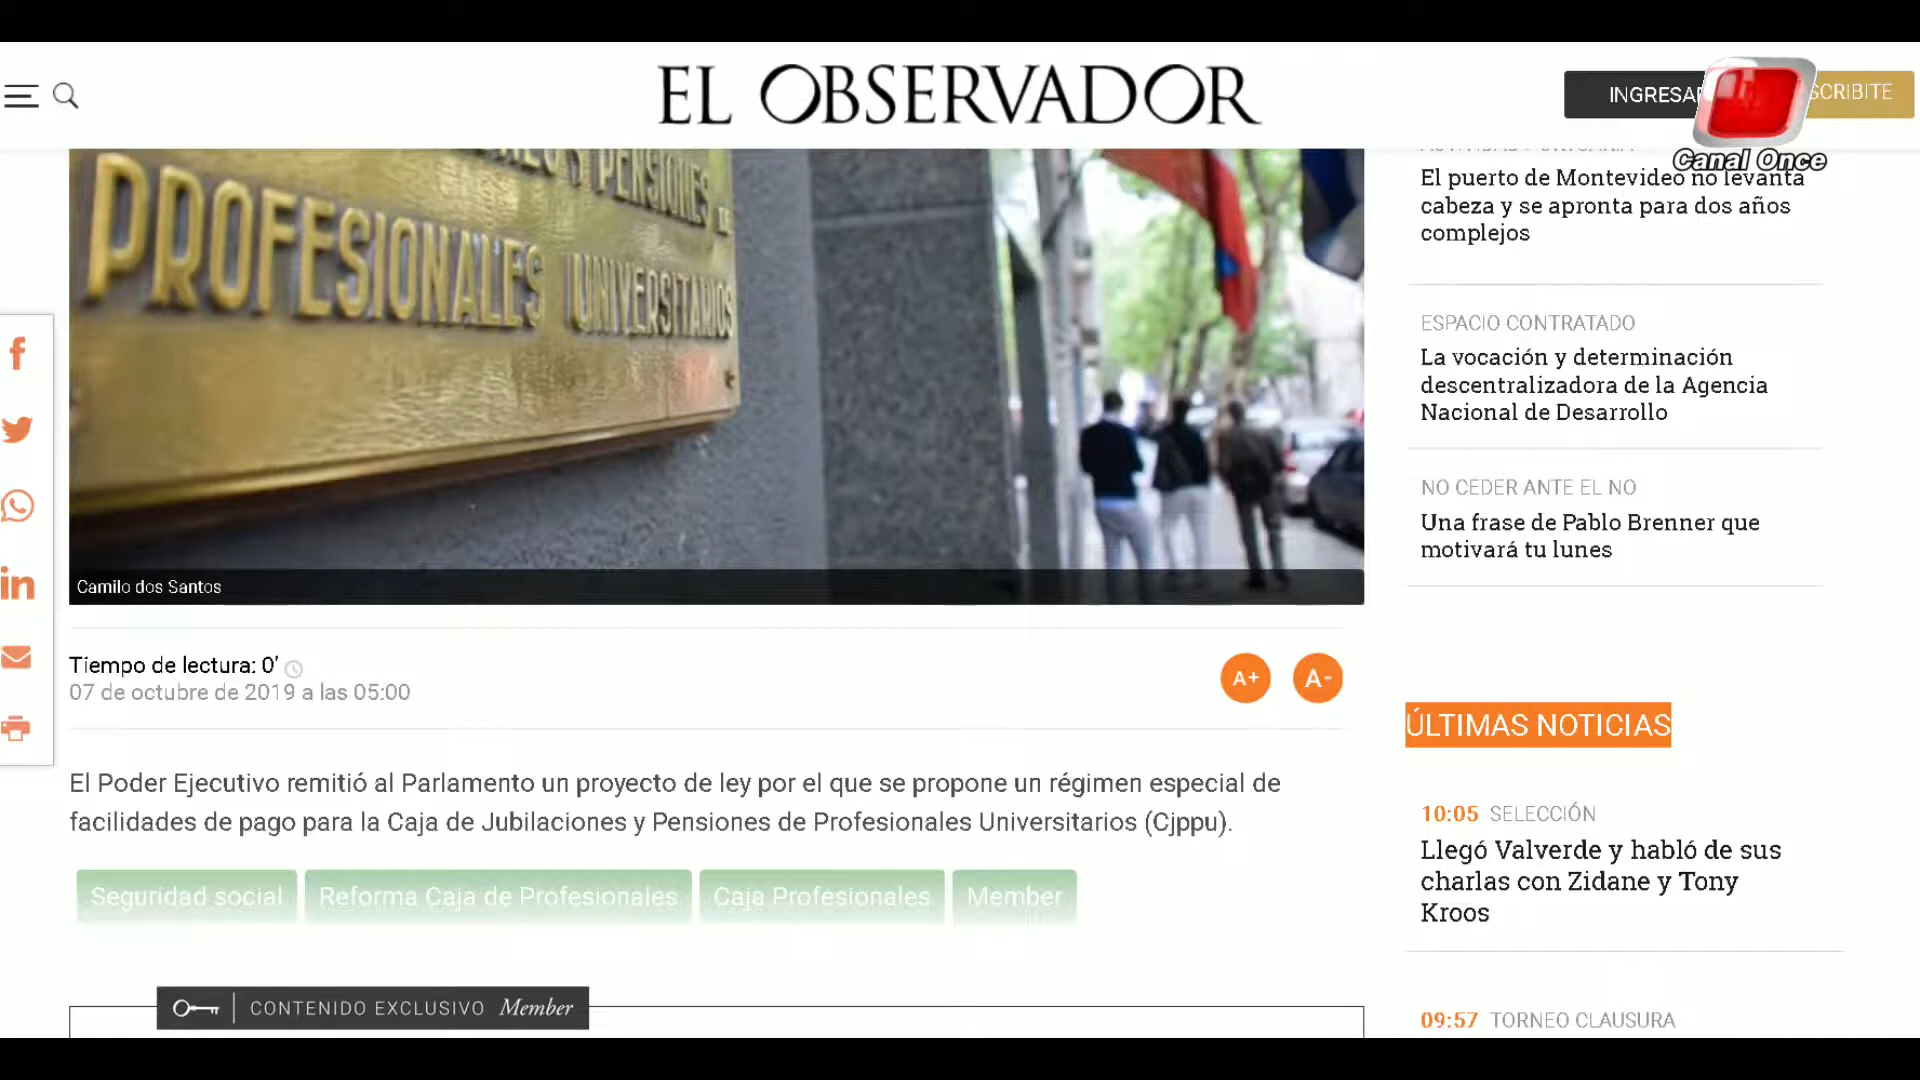 EL OBSERVADOR
INGRESAR
SCRIBITE
Canal Once
PENSIONES DE
PROFESIONALES UNIVERSITARIOS
Camilo dos Santos
Tiempo de lectura: 0'
07 de octubre de 2019 a las 05:00
A+ A-
El Poder Ejecutivo remitió al Parlamento un proyecto de ley por el que se propone un régimen especial de
facilidades de pago para la Caja de Jubilaciones y Pensiones de Profesionales Universitarios (Cjppu).
Seguridad social Reforma Caja de Profesionales Caja Profesionales Member
CONTENIDO EXCLUSIVO Member
El puerto de Montevideo no levanta
cabeza y se apronta para dos años
complejos
ESPACIO CONTRATADO
La vocación y determinación
descentralizadora de la Agencia
Nacional de Desarrollo
NO CEDER ANTE EL NO
Una frase de Pablo Brenner que
motivará tu lunes
ÚLTIMAS NOTICIAS
10:05 SELECCIÓN
Llegó Valverde y habló de sus
charlas con Zidane y Tony
Kroos
09:57 TORNEO CLAUSURA